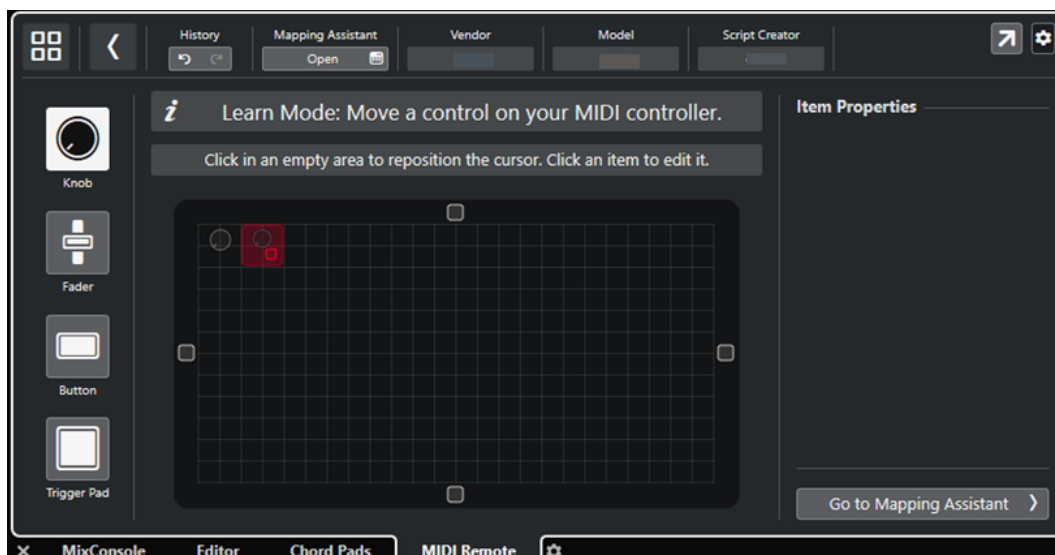 History
Mapping Assistant
Vendor
Model
Script Creator
Open
Learn Mode: Move a control on your MIDI controller.
Item Properties
Click in an empty area to reposition the cursor. Click an item to edit it.
Knob
Fader
Button
Trigger Pad
Go to Mapping Assistant
MixConsole
Editor
Chord Pads
MIDI Remote